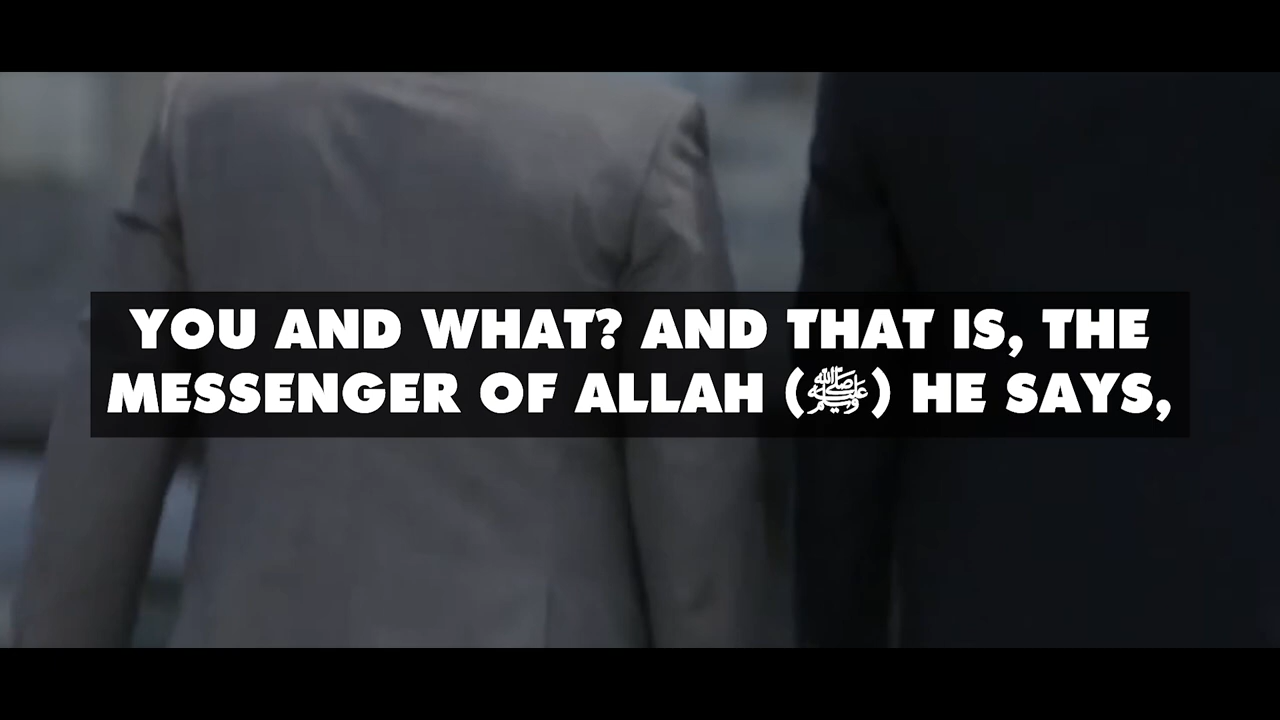 YOU AND WHAT? AND THAT IS, THE
MESSENGER OF ALLAH (ﷺ) HE SAYS,